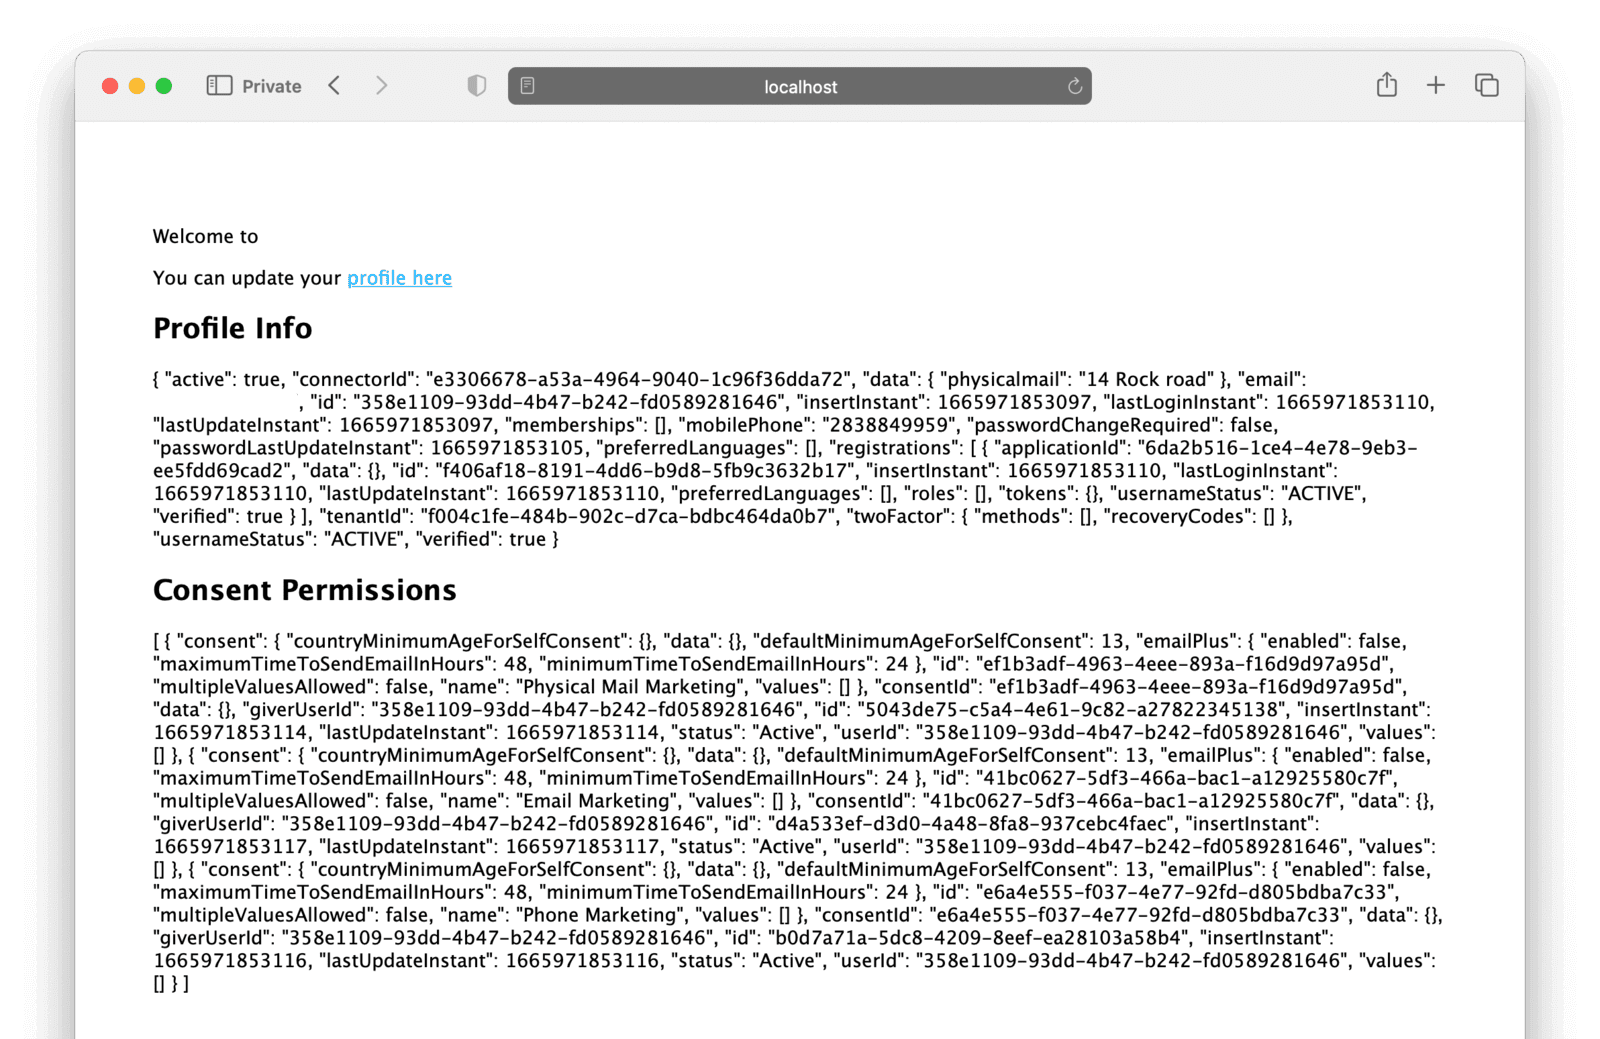 Private
localhost
Welcome to
You can update your profile here
Profile Info
{ "active": true, "connectorId": "e3306678-a53a-4964-9040-1c96f36dda72", "data": { "physicalmail": "14 Rock road" }, "email":
, "id": "358e1109-93dd-4b47-b242-fd0589281646", "insertInstant": 1665971853097, "lastLoginInstant": 1665971853110,
"lastUpdateInstant": 1665971853097, "memberships": [], "mobilePhone": "2838849959", "passwordChangeRequired": false,
"passwordLastUpdateInstant": 1665971853105, "preferredLanguages": [], "registrations": [ { "applicationId": "6da2b516-1ce4-4e78-9eb3-
ee5fdd69cad2", "data": {}, "id": "f406af18-8191-4dd6-b9d8-5fb9c3632b17", "insertInstant": 1665971853110, "lastLoginInstant":
1665971853110, "lastUpdateInstant": 1665971853110, "preferredLanguages": [], "roles": [], "tokens": {}, "usernameStatus": "ACTIVE",
"verified": true } ], "tenantId": "f004c1fe-484b-902c-d7ca-bdbc464da0b7", "twoFactor": { "methods": [], "recoveryCodes": [] },
"usernameStatus": "ACTIVE", "verified": true }
Consent Permissions
[ { "consent": { "countryMinimumAgeForSelfConsent": {}, "data": {}, "defaultMinimumAgeForSelfConsent": 13, "emailPlus": { "enabled": false,
"maximumTimeToSendEmailInHours": 48, "minimumTimeToSendEmailInHours": 24 }, "id": "ef1b3adf-4963-4eee-893a-f16d9d97a95d",
"multipleValuesAllowed": false, "name": "Physical Mail Marketing", "values": [] }, "consentId": "ef1b3adf-4963-4eee-893a-f16d9d97a95d",
"data": {}, "giverUserId": "358e1109-93dd-4b47-b242-fd0589281646", "id": "5043de75-c5a4-4e61-9c82-a27822345138", "insertInstant":
1665971853114, "lastUpdateInstant": 1665971853114, "status": "Active", "userId": "358e1109-93dd-4b47-b242-fd0589281646", "values":
[] }, { "consent": { "countryMinimumAgeForSelfConsent": {}, "data": {}, "defaultMinimumAgeForSelfConsent": 13, "emailPlus": { "enabled": false,
"maximumTimeToSendEmailInHours": 48, "minimumTimeToSendEmailInHours": 24 }, "id": "41bc0627-5df3-466a-bac1-a12925580c7f",
"multipleValuesAllowed": false, "name": "Email Marketing", "values": [] }, "consentId": "41bc0627-5df3-466a-bac1-a12925580c7f", "data": {},
"giverUserId": "358e1109-93dd-4b47-b242-fd0589281646", "id": "d4a533ef-d3d0-4a48-8fa8-937cebc4faec", "insertInstant":
1665971853117, "lastUpdateInstant": 1665971853117, "status": "Active", "userId": "358e1109-93dd-4b47-b242-fd0589281646", "values":
[] }, { "consent": { "countryMinimumAgeForSelfConsent": {}, "data": {}, "defaultMinimumAgeForSelfConsent": 13, "emailPlus": { "enabled": false,
"maximumTimeToSendEmailInHours": 48, "minimumTimeToSendEmailInHours": 24 }, "id": "e6a4e555-f037-4e77-92fd-d805bdba7c33",
"multipleValuesAllowed": false, "name": "Phone Marketing", "values": [] }, "consentId": "e6a4e555-f037-4e77-92fd-d805bdba7c33", "data": {},
"giverUserId": "358e1109-93dd-4b47-b242-fd0589281646", "id": "b0d7a71a-5dc8-4209-8eef-ea28103a58b4", "insertInstant":
1665971853116, "lastUpdateInstant": 1665971853116, "status": "Active", "userId": "358e1109-93dd-4b47-b242-fd0589281646", "values":
[] } ]